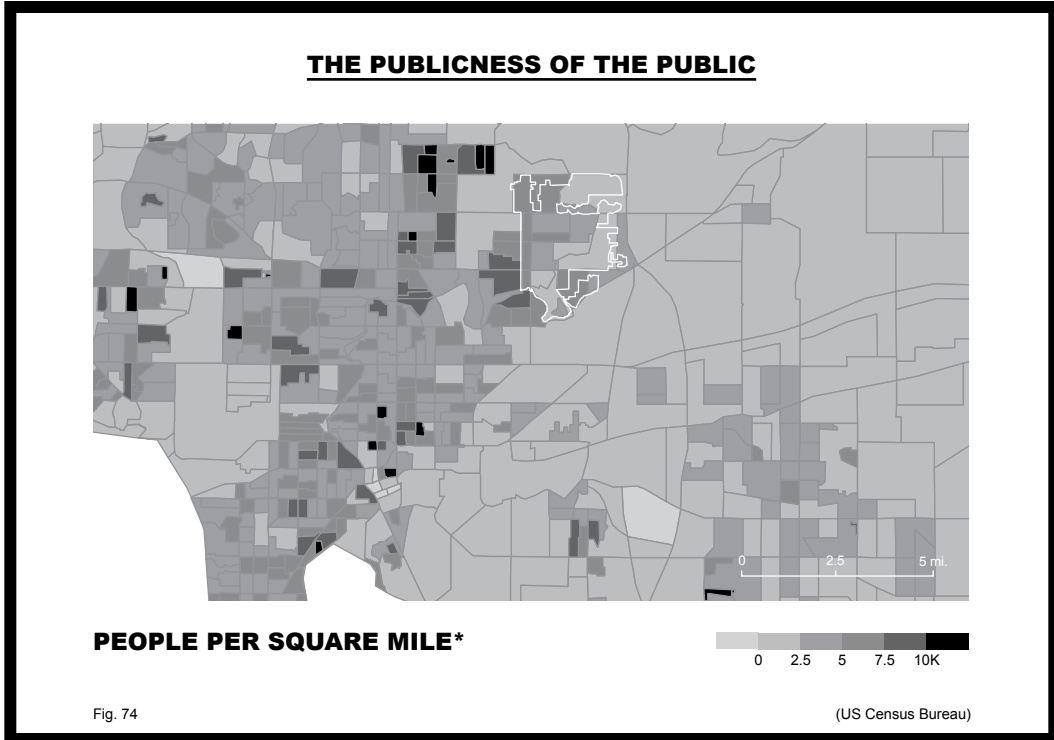 THE PUBLICNESS OF THE PUBLIC
0 2.5 5 mi.
PEOPLE PER SQUARE MILE*
0 2.5 5 7.5 10K
Fig. 74 (US Census Bureau)